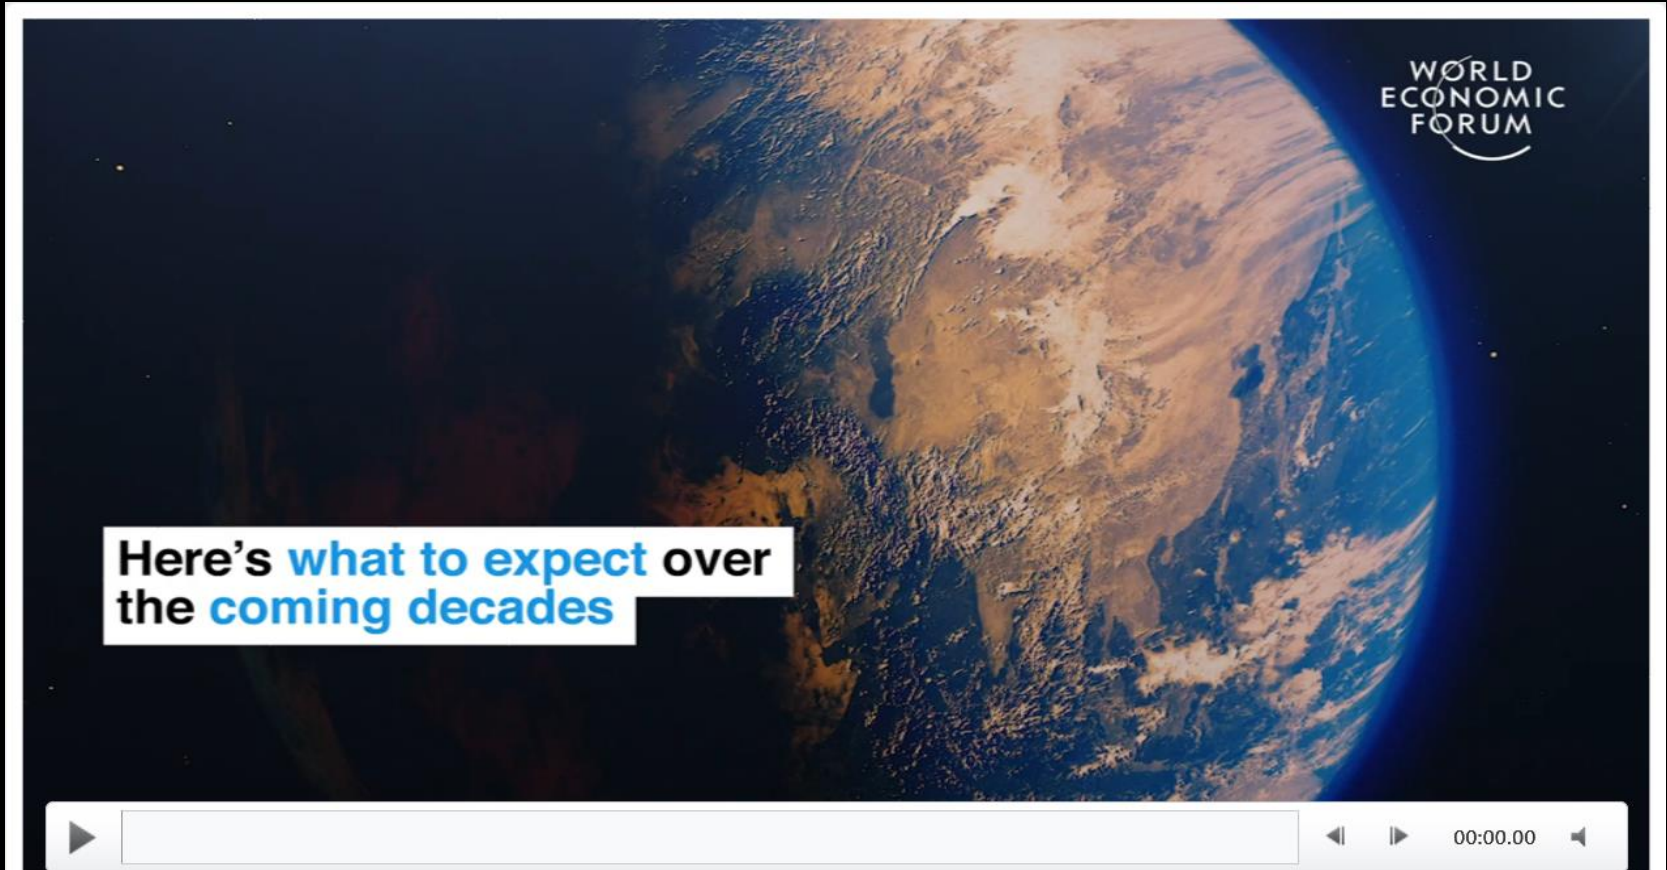 WORLD
ECONOMIC
FORUM
Here's what to expect over
the coming decades
00:00.00